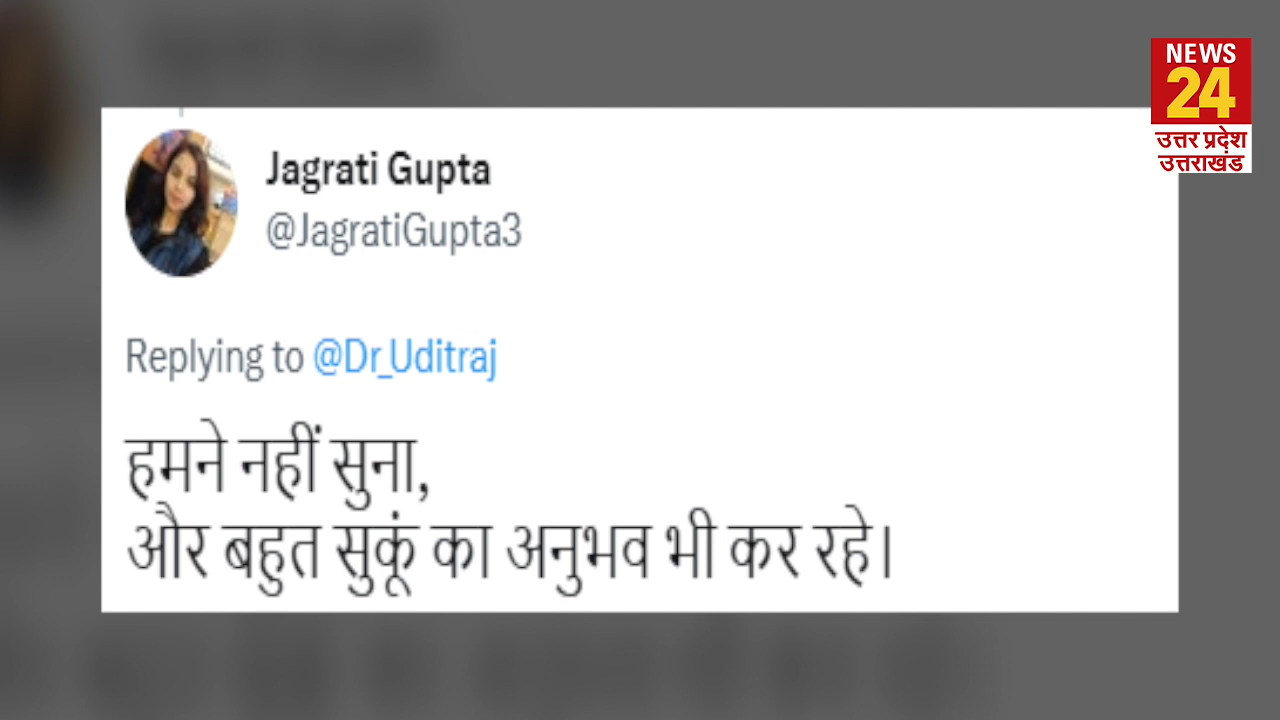 NEWS
24
उत्तर प्रदेश
उत्तराखंड
Jagrati Gupta
@JagratiGupta3
Replying to @Dr_Uditraj
हमने नहीं सुना,
और बहुत सुकूं का अनुभव भी कर रहे।